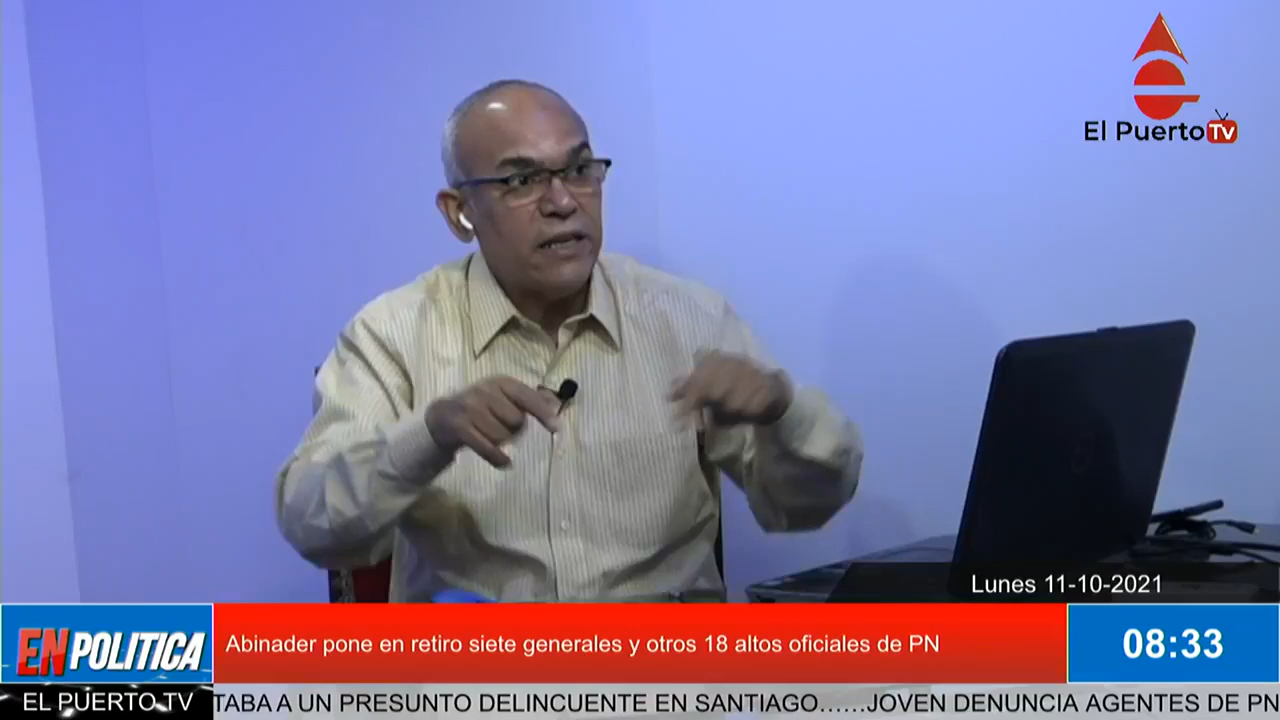 El Puerto Tv
Lunes 11-10-2021
EN POLITICA
Abinader pone en retiro siete generales y otros 18 altos oficiales de PN
08:33
EL PUERTO TV
TABA A UN PRESUNTO DELINCUENTE EN SANTIAGO......JOVEN DENUNCIA AGENTES DE PN